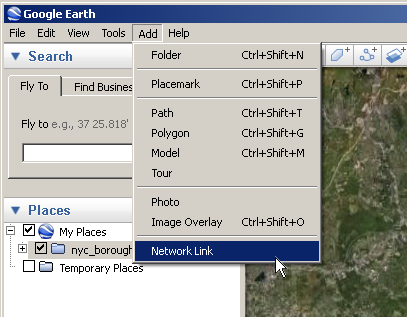 Google Earth
File Edit View Tools Add Help
Search
Fly To Find Business
Fly to e.g., 37 25.818'
Folder Ctrl+Shift+N
Placemark Ctrl+Shift+P
Path Ctrl+Shift+T
Polygon Ctrl+Shift+G
Model Ctrl+Shift+M
Tour
Photo
Image Overlay Ctrl+Shift+O
Network Link
Places
My Places
nyc_borough
Temporary Places